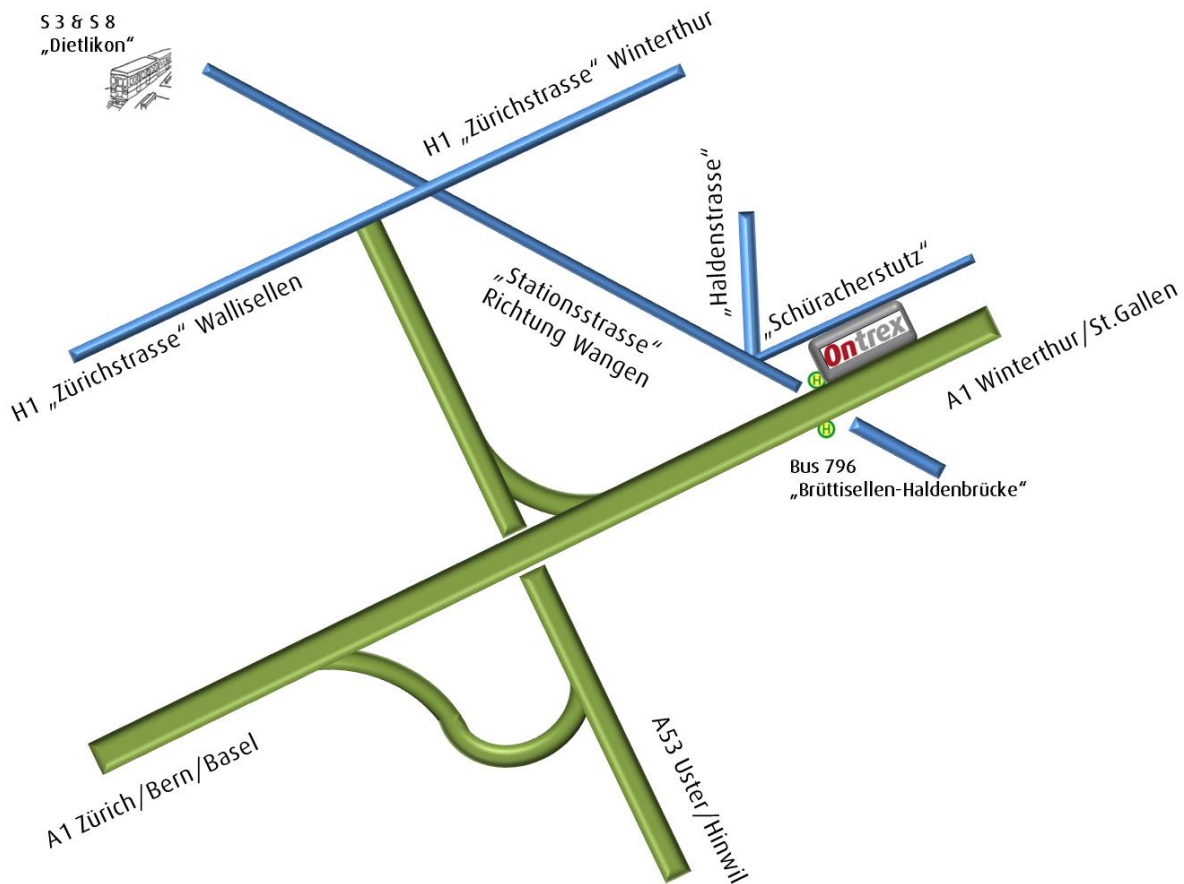 S 3 & S 8
„Dietlikon“
H1 „Zürichstrasse“ Winterthur
„Haldenstrasse“
„Schüracherstutz“
„Stationsstrasse“
Richtung Wangen
H1 „Zürichstrasse“ Wallisellen
Ontrex
H
H
A1 Winterthur/St.Gallen
Bus 796
„Brüttisellen-Haldenbrücke“
A1 Zürich/Bern/Basel
A53 Uster/Hinwil